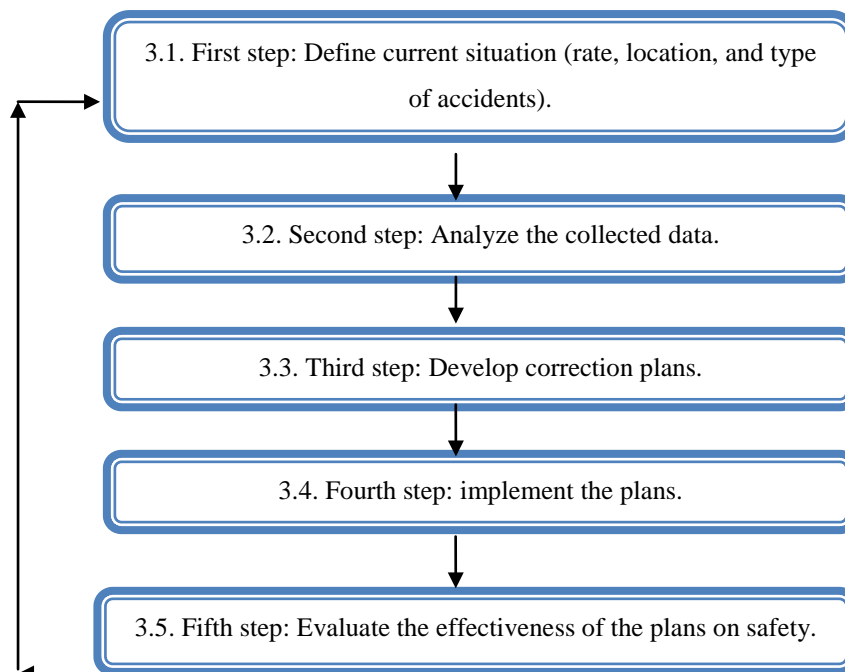 3.1. First step: Define current situation (rate, location, and type
of accidents).
3.2. Second step: Analyze the collected data.
3.3. Third step: Develop correction plans.
3.4. Fourth step: implement the plans.
3.5. Fifth step: Evaluate the effectiveness of the plans on safety.